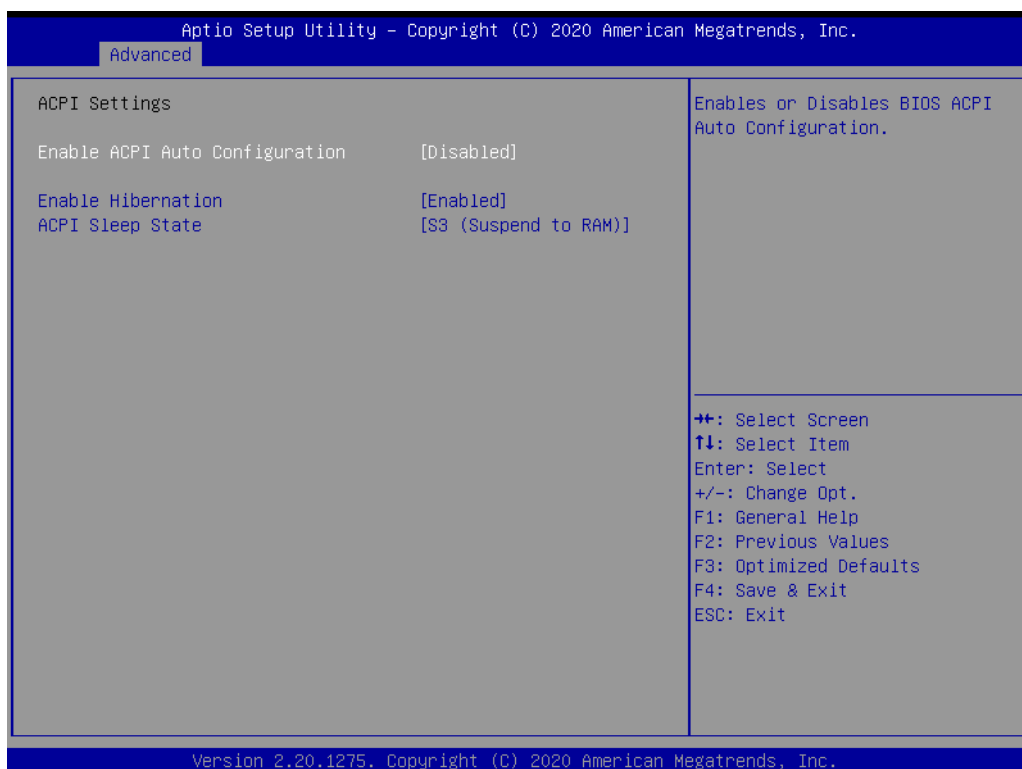 Aptio Setup Utility – Copyright (C) 2020 American Megatrends, Inc.
Advanced
ACPI Settings
Enable ACPI Auto Configuration [Disabled]
Enable Hibernation [Enabled]
ACPI Sleep State [S3 (Suspend to RAM)]
Enables or Disables BIOS ACPI
Auto Configuration.
→←: Select Screen
↑↓: Select Item
Enter: Select
+/-: Change Opt.
F1: General Help
F2: Previous Values
F3: Optimized Defaults
F4: Save & Exit
ESC: Exit
Version 2.20.1275. Copyright (C) 2020 American Megatrends, Inc.